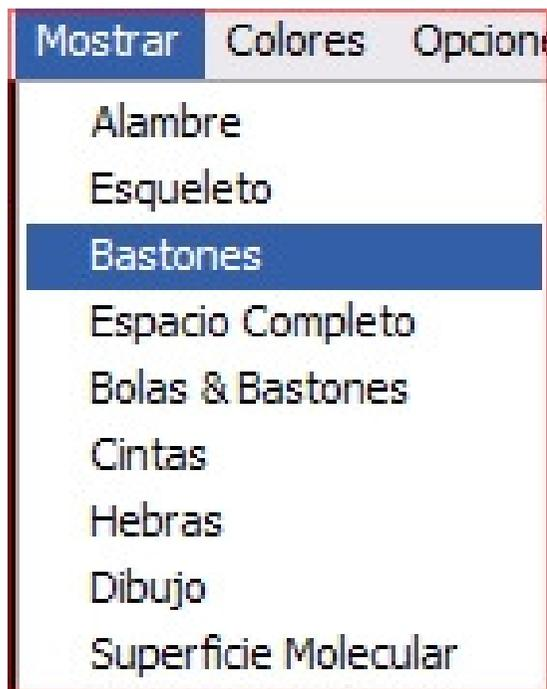 Mostrar Colores
Alambre
Esqueleto
Bastones
Espacio Completo
Bolas & Bastones
Cintas
Hebras
Dibujo
Superficie Molecular